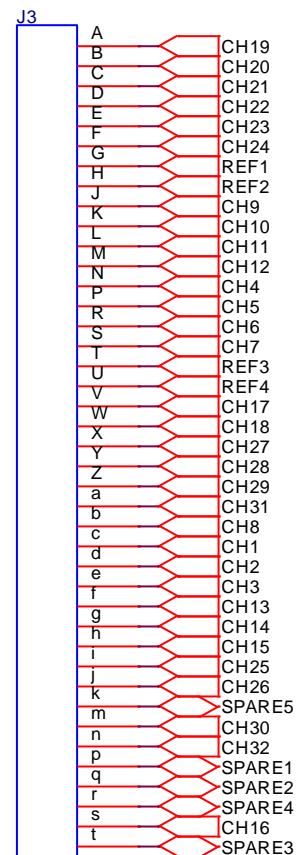 J3
A CH19
B CH20
C CH21
D CH22
E CH23
F CH24
G REF1
H REF2
J CH9
K CH10
L CH11
M CH12
N CH4
P CH5
R CH6
S CH7
T REF3
U REF4
V CH17
W CH18
X CH27
Y CH28
Z CH29
a CH31
b CH8
c CH1
d CH2
e CH3
f CH13
g CH14
h CH15
i CH25
j CH26
k SPARE5
m CH30
n CH32
p SPARE1
q SPARE2
r SPARE4
s CH16
t SPARE3